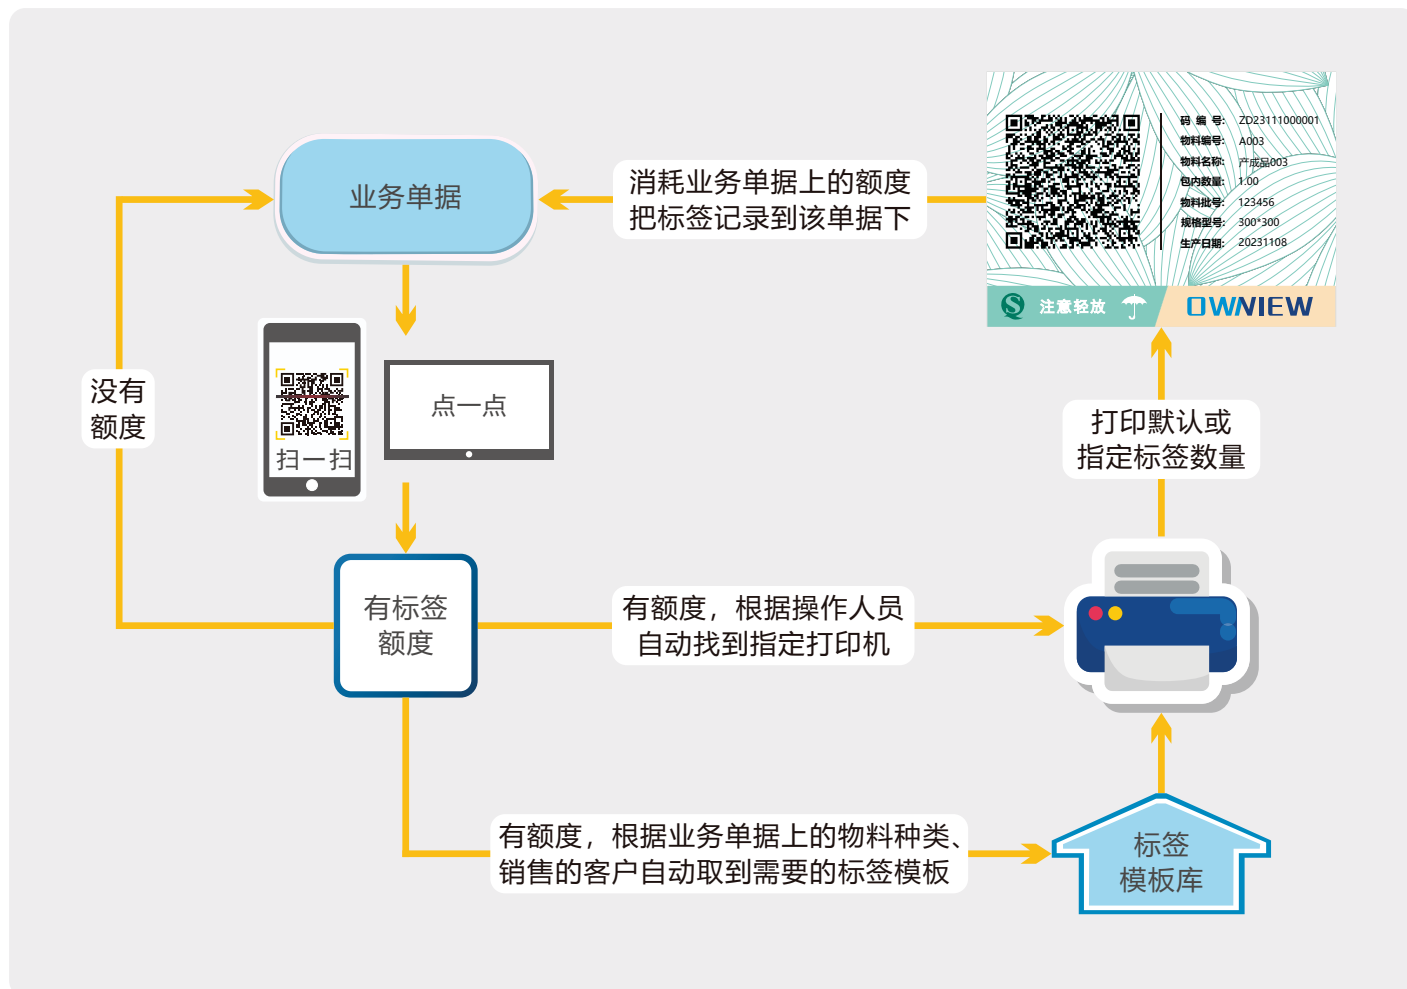 业务单据
消耗业务单据上的额度
把标签记录到该单据下
码 编 号: ZD23111000001
物料编号: A003
物料名称: 产成品003
包内数量: 1.00
物料批号: 123456
规格型号: 300*300
生产日期: 20231108
注意轻放
OWNIEW
没有
额度
扫一扫
点一点
打印默认或
指定标签数量
有标签
额度
有额度，根据操作人员
自动找到指定打印机
有额度，根据业务单据上的物料种类、
销售的客户自动取到需要的标签模板
标签
模板库